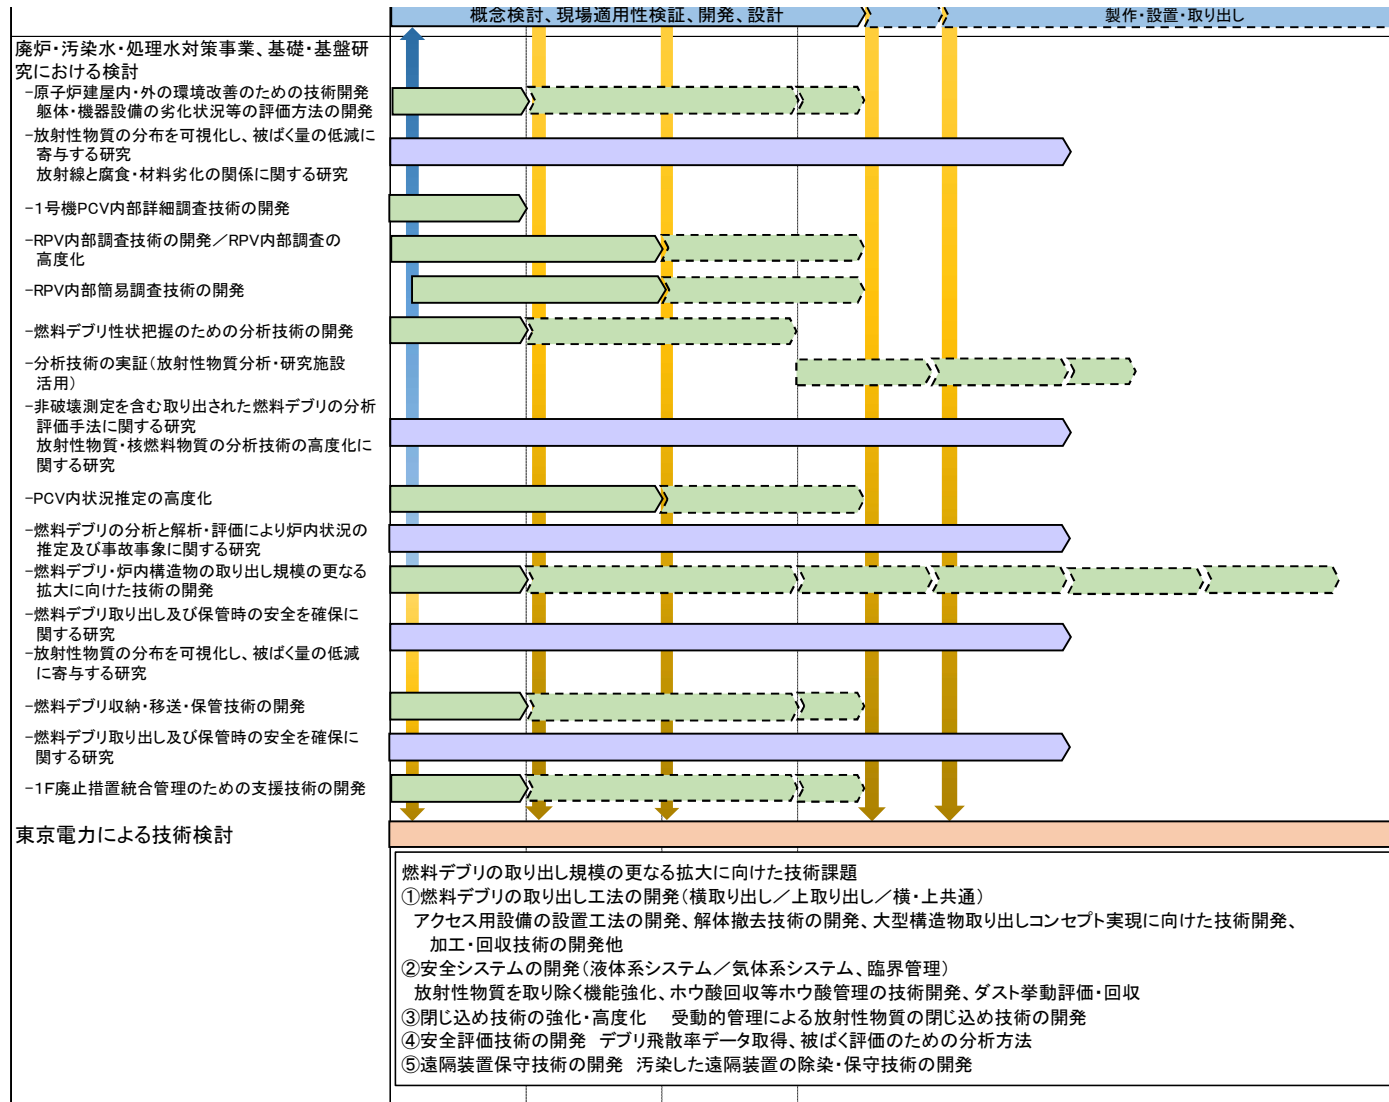 概念検討、現場適用性検証、開発、設計
製作・設置・取り出し
廃炉・汚染水・処理水対策事業、基礎・基盤研
究における検討
-原子炉建屋内・外の環境改善のための技術開発
躯体・機器設備の劣化状況等の評価方法の開発
-放射性物質の分布を可視化し、被ばく量の低減に
寄与する研究
放射線と腐食・材料劣化の関係に関する研究
-1号機PCV内部詳細調査技術の開発
-RPV内部調査技術の開発／RPV内部調査の
高度化
-RPV内部簡易調査技術の開発
-燃料デブリ性状把握のための分析技術の開発
-分析技術の実証(放射性物質分析・研究施設
活用)
-非破壊測定を含む取り出された燃料デブリの分析
評価手法に関する研究
放射性物質・核燃料物質の分析技術の高度化に
関する研究
-PCV内状況推定の高度化
-燃料デブリの分析と解析・評価により炉内状況の
推定及び事故事象に関する研究
-燃料デブリ・炉内構造物の取り出し規模の更なる
拡大に向けた技術の開発
-燃料デブリ取り出し及び保管時の安全を確保に
関する研究
-放射性物質の分布を可視化し、被ばく量の低減
に寄与する研究
-燃料デブリ収納・移送・保管技術の開発
-燃料デブリ取り出し及び保管時の安全を確保に
関する研究
-1F廃止措置統合管理のための支援技術の開発
東京電力による技術検討
燃料デブリの取り出し規模の更なる拡大に向けた技術課題
①燃料デブリの取り出し工法の開発(横取り出し／上取り出し／横・上共通)
アクセス用設備の設置工法の開発、解体撤去技術の開発、大型構造物取り出しコンセプト実現に向けた技術開発、
加工・回収技術の開発他
②安全システムの開発(液体系システム／気体系システム、臨界管理)
放射性物質を取り除く機能強化、ホウ酸回収等ホウ酸管理の技術開発、ダスト挙動評価・回収
③閉じ込め技術の強化・高度化　受動的管理による放射性物質の閉じ込め技術の開発
④安全評価技術の開発　デブリ飛散率データ取得、被ばく評価のための分析方法
⑤遠隔装置保守技術の開発　汚染した遠隔装置の除染・保守技術の開発